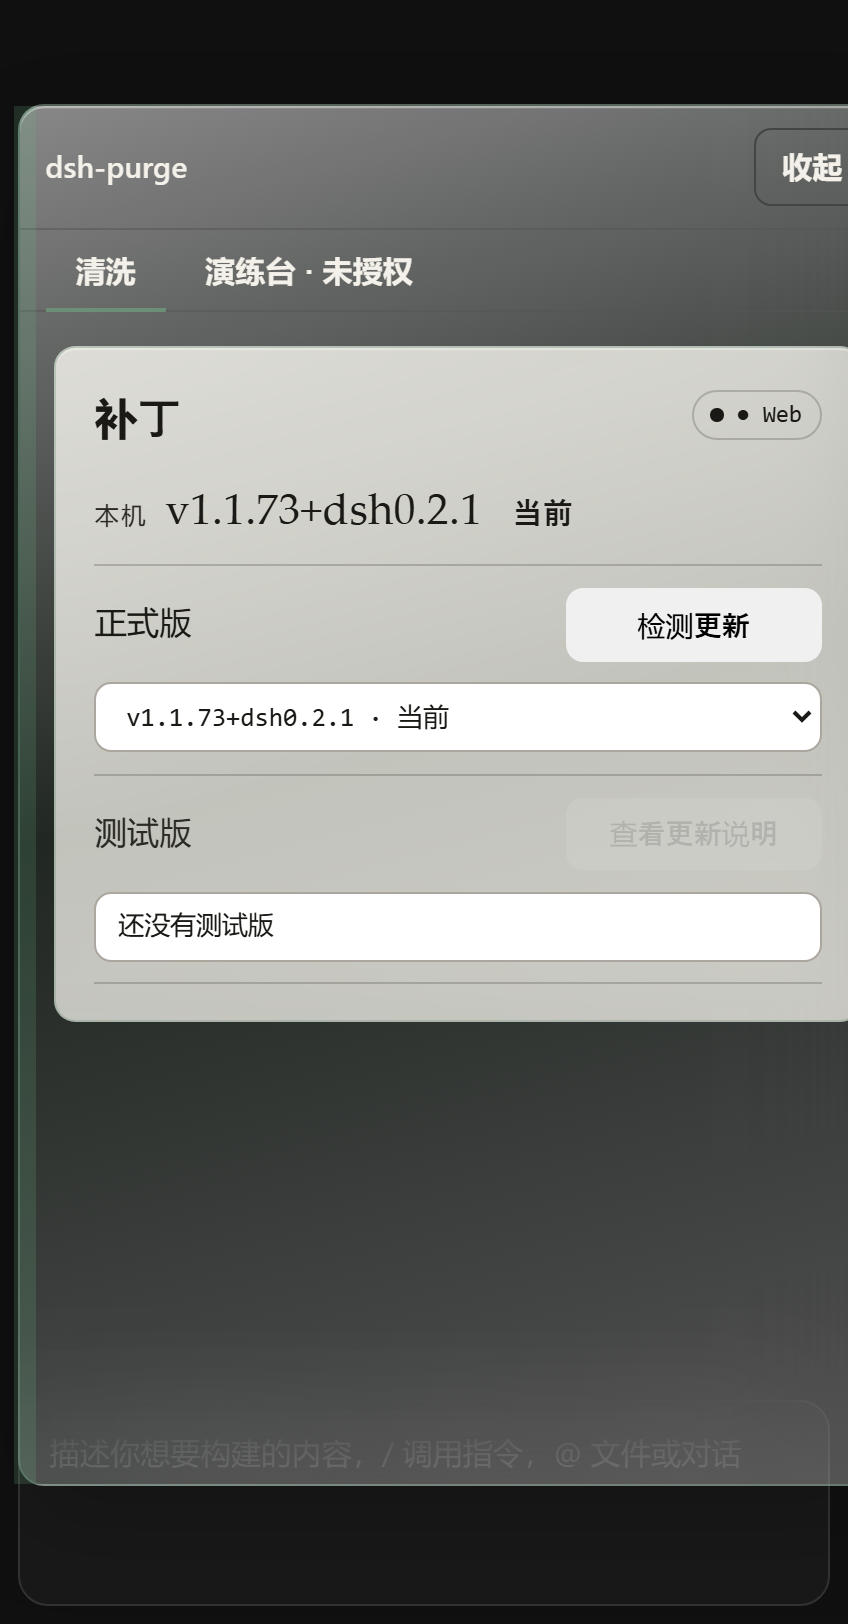 dsh-purge
收起
清洗
演练台 · 未授权
补丁
Web
本机 v1.1.73+dsh0.2.1 当前
正式版
检测更新
v1.1.73+dsh0.2.1 · 当前
测试版
查看更新说明
还没有测试版
描述你想要构建的内容，/ 调用指令，@ 文件或对话